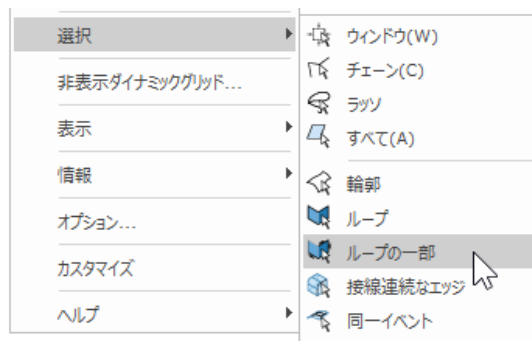 選択
非表示ダイナミックグリッド...
表示
情報
オプション...
カスタマイズ
ヘルプ
ウィンドウ(W)
チェーン(C)
ラッソ
すべて(A)
輪郭
ループ
ループの一部
接線連続なエッジ
同一イベント